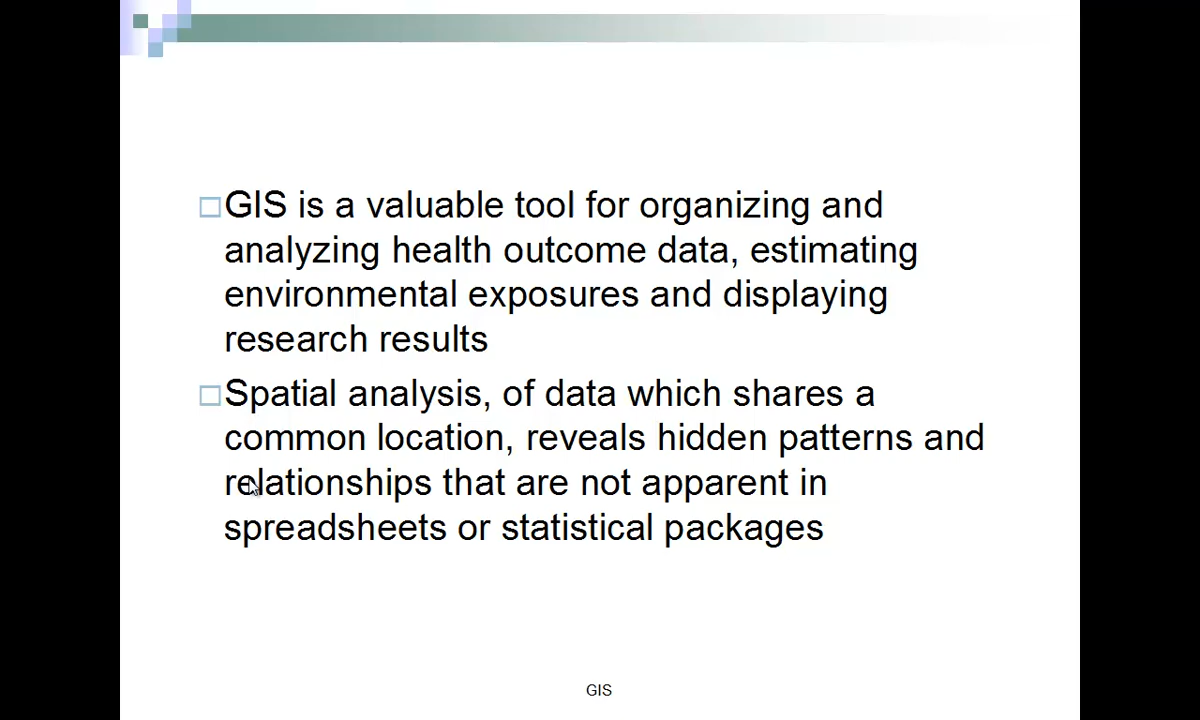 GIS is a valuable tool for organizing and
analyzing health outcome data, estimating
environmental exposures and displaying
research results
Spatial analysis, of data which shares a
common location, reveals hidden patterns and
relationships that are not apparent in
spreadsheets or statistical packages
GIS